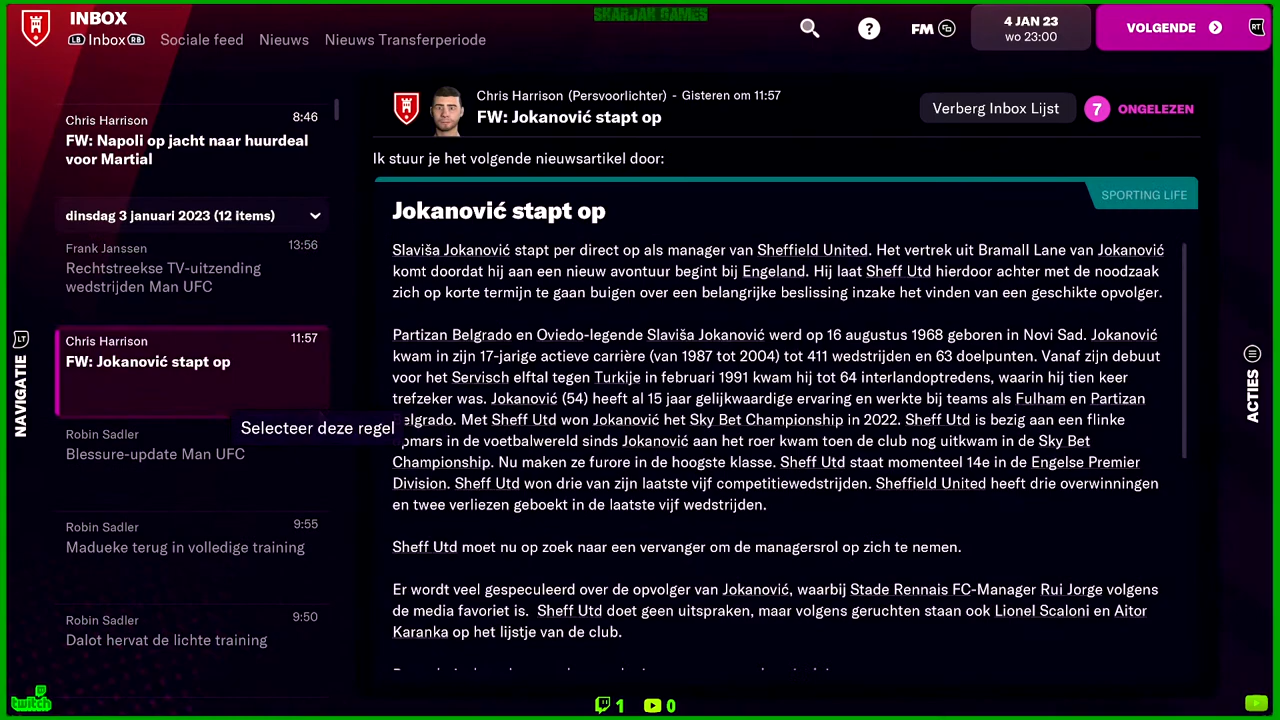 SKARJAK GAMES
INBOX
LB Inbox RB
Sociale feed
Nieuws
Nieuws Transferperiode
?
FM
4 JAN 23
wo 23:00
VOLGENDE
RT
Chris Harrison
8:46
FW: Napoli op jacht naar huurdeal
voor Martial
dinsdag 3 januari 2023 (12 items)
Frank Janssen
13:56
Rechtstreekse TV-uitzending
wedstrijden Man UFC
Chris Harrison
11:57
FW: Jokanović stapt op
Selecteer deze regel
Robin Sadler
Blessure-update Man UFC
Robin Sadler
9:55
Madueke terug in volledige training
Robin Sadler
9:50
Dalot hervat de lichte training
LT
NAVIGATIE
Chris Harrison (Persvoorlichter) - Gisteren om 11:57
FW: Jokanović stapt op
Verberg Inbox Lijst
7 ONGELEZEN
Ik stuur je het volgende nieuwsartikel door:
SPORTING LIFE
Jokanović stapt op
Slaviša Jokanović stapt per direct op als manager van Sheffield United. Het vertrek uit Bramall Lane van Jokanović
komt doordat hij aan een nieuw avontuur begint bij Engeland. Hij laat Sheff Utd hierdoor achter met de noodzaak
zich op korte termijn te gaan buigen over een belangrijke beslissing inzake het vinden van een geschikte opvolger.
Partizan Belgrado en Oviedo-legende Slaviša Jokanović werd op 16 augustus 1968 geboren in Novi Sad. Jokanović
kwam in zijn 17-jarige actieve carrière (van 1987 tot 2004) tot 411 wedstrijden en 63 doelpunten. Vanaf zijn debuut
voor het Servisch elftal tegen Turkije in februari 1991 kwam hij tot 64 interlandoptredens, waarin hij tien keer
trefzeker was. Jokanović (54) heeft al 15 jaar gelijkwaardige ervaring en werkte bij teams als Fulham en Partizan
elgrado. Met Sheff Utd won Jokanović het Sky Bet Championship in 2022. Sheff Utd is bezig aan een flinke
pmars in de voetbalwereld sinds Jokanović aan het roer kwam toen de club nog uitkwam in de Sky Bet
Championship. Nu maken ze furore in de hoogste klasse. Sheff Utd staat momenteel 14e in de Engelse Premier
Division. Sheff Utd won drie van zijn laatste vijf competitiewedstrijden. Sheffield United heeft drie overwinningen
en twee verliezen geboekt in de laatste vijf wedstrijden.
Sheff Utd moet nu op zoek naar een vervanger om de managersrol op zich te nemen.
Er wordt veel gespeculeerd over de opvolger van Jokanović, waarbij Stade Rennais FC-Manager Rui Jorge volgens
de media favoriet is. Sheff Utd doet geen uitspraken, maar volgens geruchten staan ook Lionel Scaloni en Aitor
Karanka op het lijstje van de club.
ACTIES
twitch
1
0